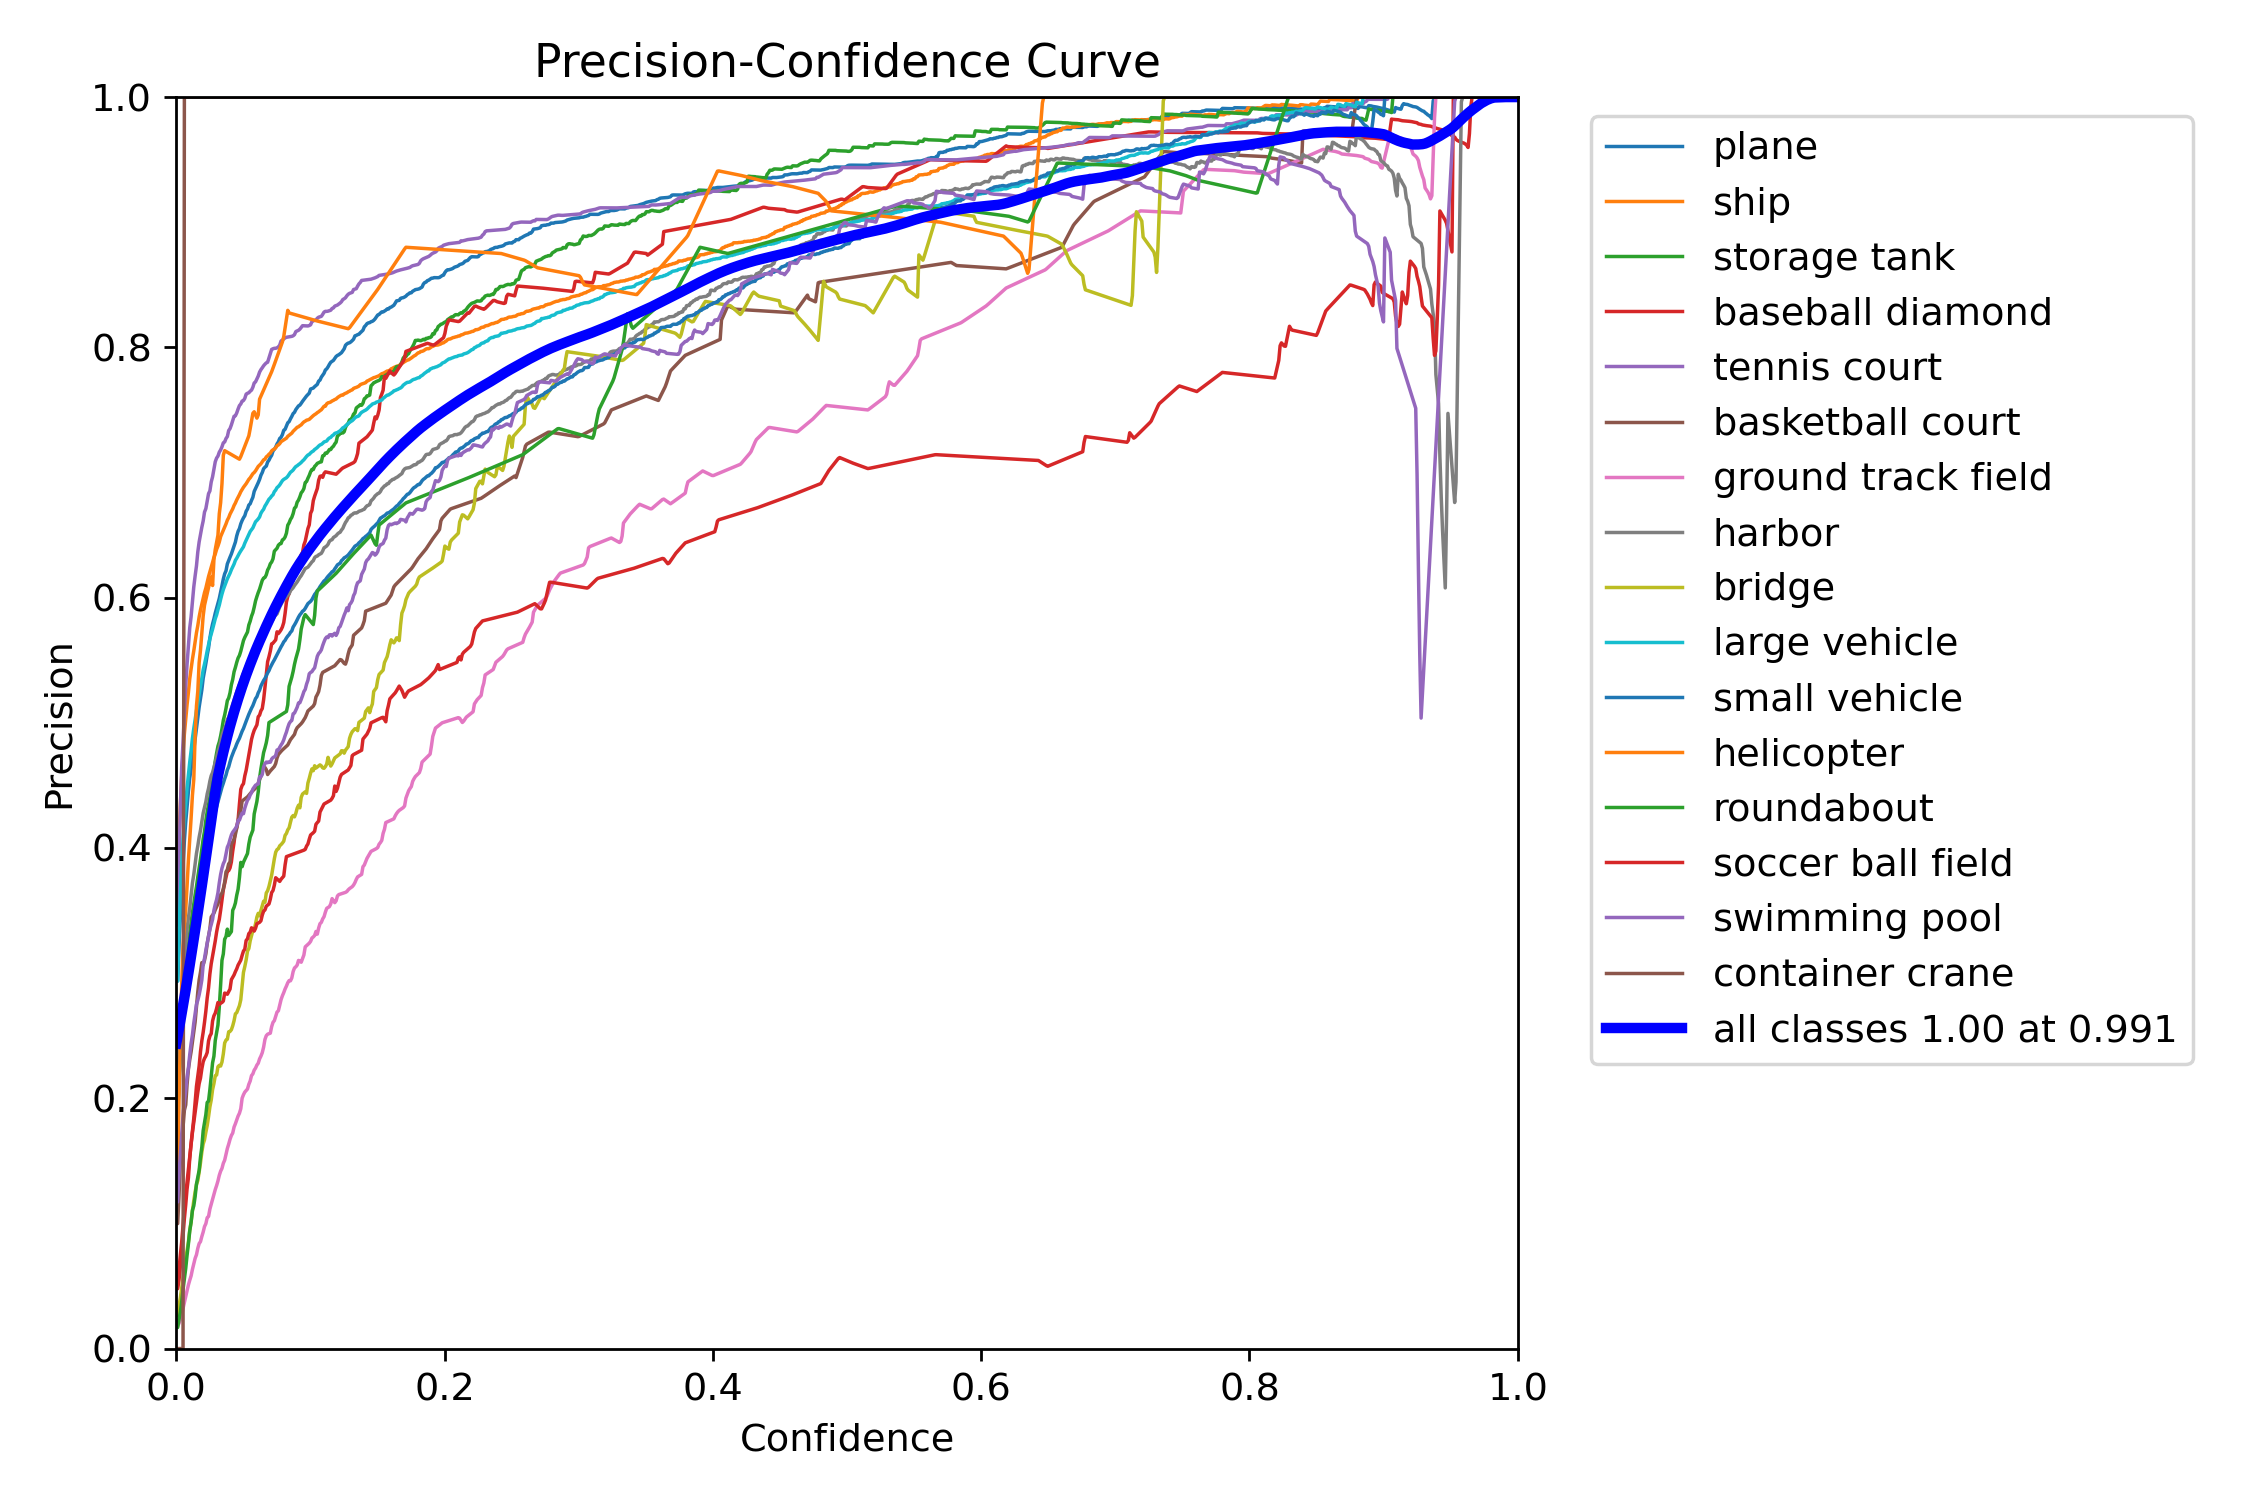 Precision-Confidence Curve
1.0
0.8
0.6
0.4
0.2
0.0
Precision
0.0 0.2 0.4 0.6 0.8 1.0
Confidence
plane
ship
storage tank
baseball diamond
tennis court
basketball court
ground track field
harbor
bridge
large vehicle
small vehicle
helicopter
roundabout
soccer ball field
swimming pool
container crane
all classes 1.00 at 0.991